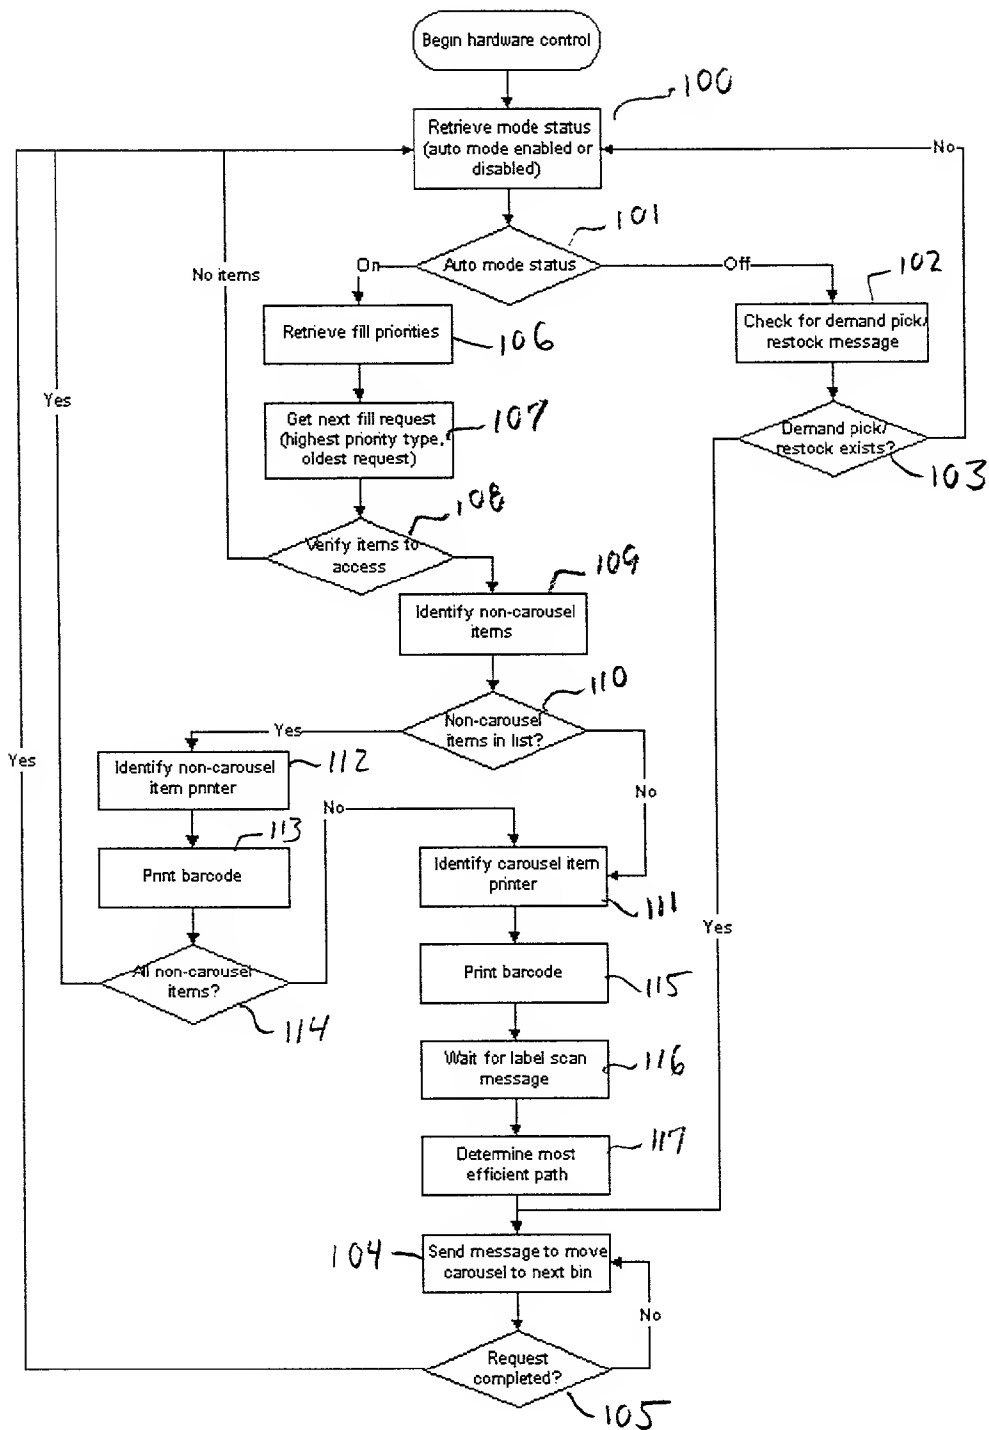 Begin hardware control
100
Retrieve mode status
(auto mode enabled or
disabled)
No
101
Auto mode status
On
Off
No items
102
Check for demand pick/
restock message
106
Retrieve fill priorities
Yes
107
Get next fill request
(highest priority type,
oldest request)
Demand pick/
restock exists?
103
108
Verify items to
access
109
Identify non-carousel
items
110
Non-carousel
items in list?
Yes
Yes
112
Identify non-carousel
item printer
No
No
113
Print barcode
Identify carousel item
printer
111
Yes
All non-carousel
items?
114
Print barcode
115
Wait for label scan
message
116
117
Determine most
efficient path
104
Send message to move
carousel to next bin
No
Request
completed?
105